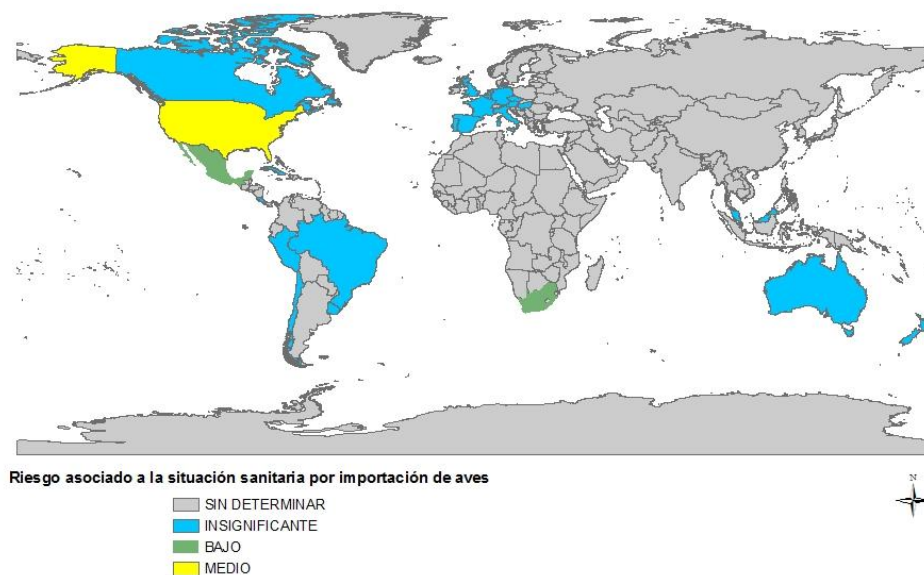 Riesgo asociado a la situación sanitaria por importación de aves
SIN DETERMINAR
INSIGNIFICANTE
BAJO
MEDIO
N